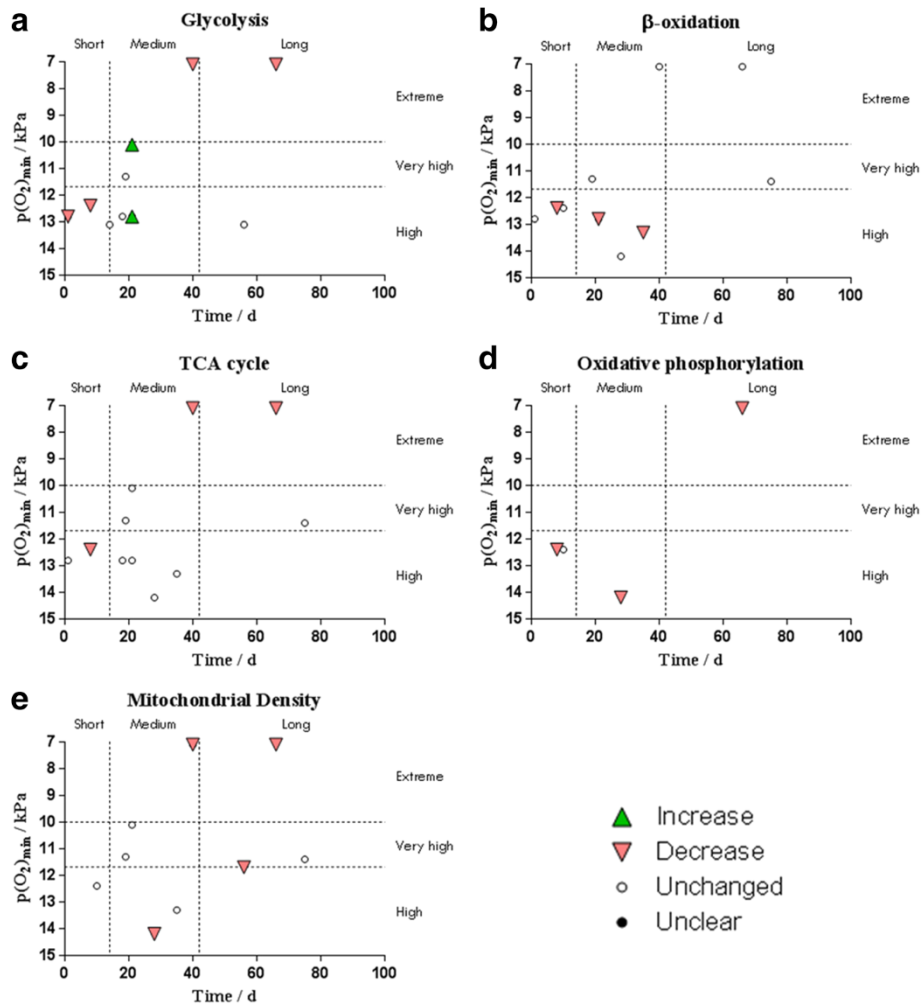 a
Glycolysis
Short Medium Long
p(O2)min / kPa
7
8
9
10
11
12
13
14
15
Extreme
Very high
High
0 20 40 60 80 100
Time / d
b
β-oxidation
Short Medium Long
p(O2)min / kPa
7
8
9
10
11
12
13
14
15
Extreme
Very high
High
0 20 40 60 80 100
Time / d
c
TCA cycle
Short Medium Long
p(O2)min / kPa
7
8
9
10
11
12
13
14
15
Extreme
Very high
High
0 20 40 60 80 100
Time / d
d
Oxidative phosphorylation
Short Medium Long
p(O2)min / kPa
7
8
9
10
11
12
13
14
15
Extreme
Very high
High
0 20 40 60 80 100
Time / d
e
Mitochondrial Density
Short Medium Long
p(O2)min / kPa
7
8
9
10
11
12
13
14
15
Extreme
Very high
High
0 20 40 60 80 100
Time / d
Increase
Decrease
Unchanged
Unclear